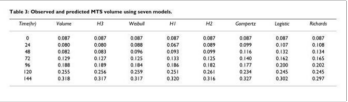 Table 3: Observed and predicted MTS volume using seven models.
Time(hr) Volume H3 Weibull H1 H2 Gompertz Logistic Richards
0 0.087 0.087 0.087 0.087 0.087 0.087 0.087 0.087
24 0.080 0.080 0.088 0.067 0.089 0.099 0.107 0.108
48 0.082 0.083 0.096 0.093 0.099 0.116 0.132 0.134
72 0.129 0.127 0.125 0.133 0.125 0.140 0.162 0.165
96 0.188 0.189 0.184 0.186 0.182 0.177 0.200 0.202
120 0.255 0.256 0.259 0.251 0.261 0.234 0.245 0.245
144 0.318 0.317 0.317 0.320 0.316 0.327 0.302 0.297